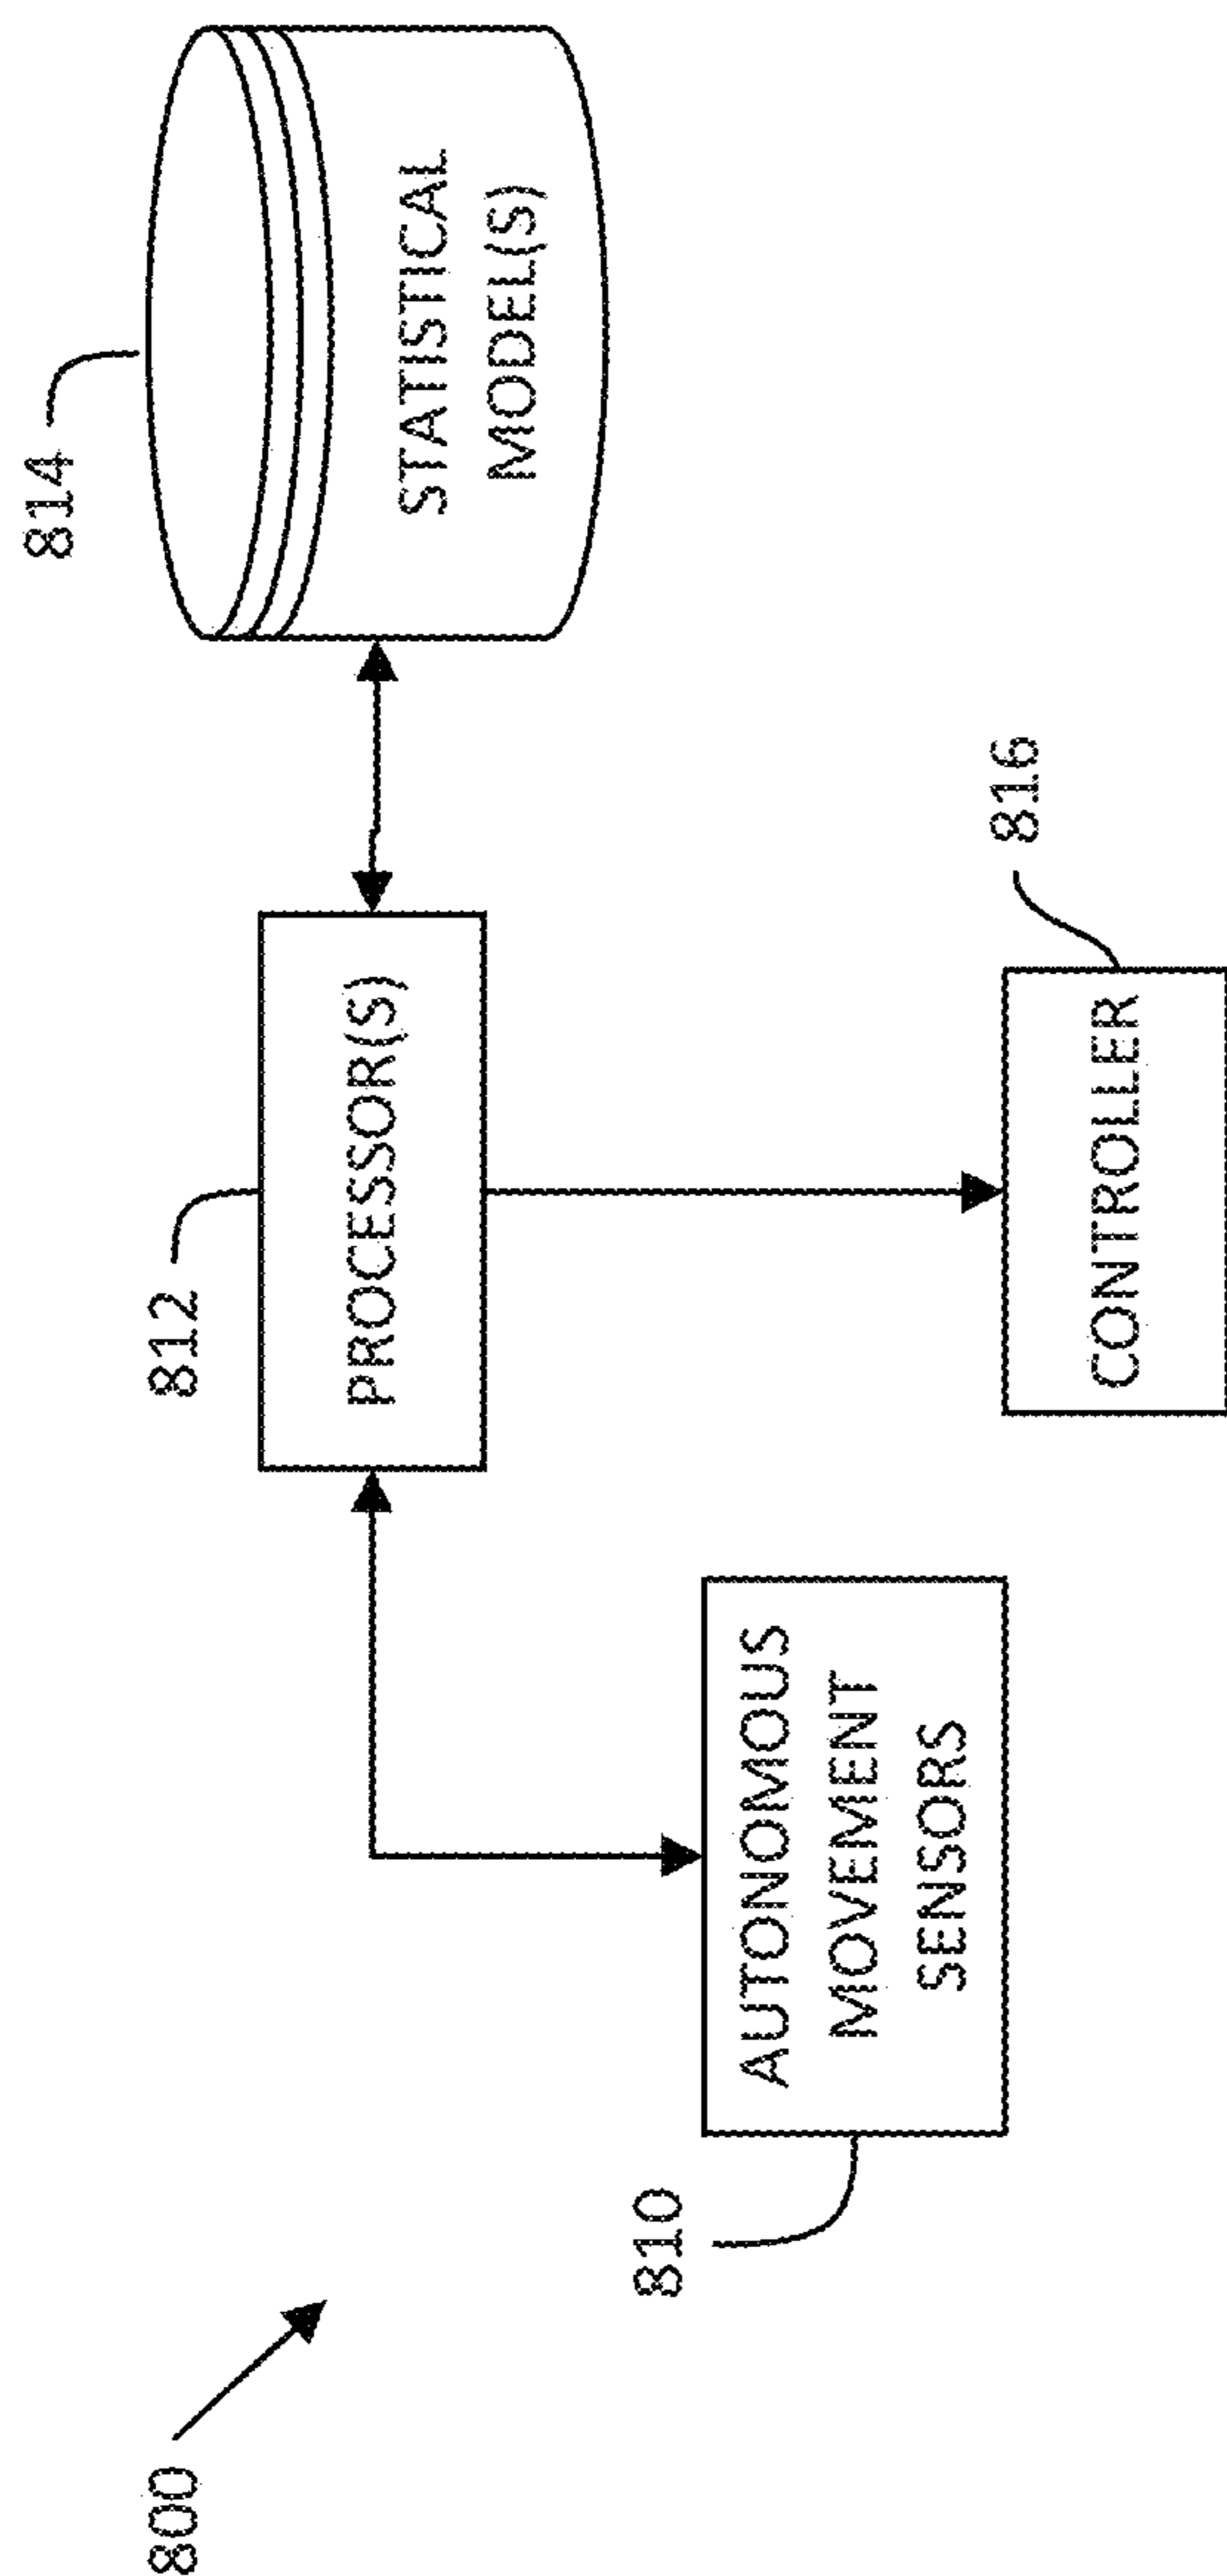 814
STATISTICAL
MODEL(S)
812
PROCESSOR(S)
816
CONTROLLER
810
AUTONOMOUS
MOVEMENT
SENSORS
800